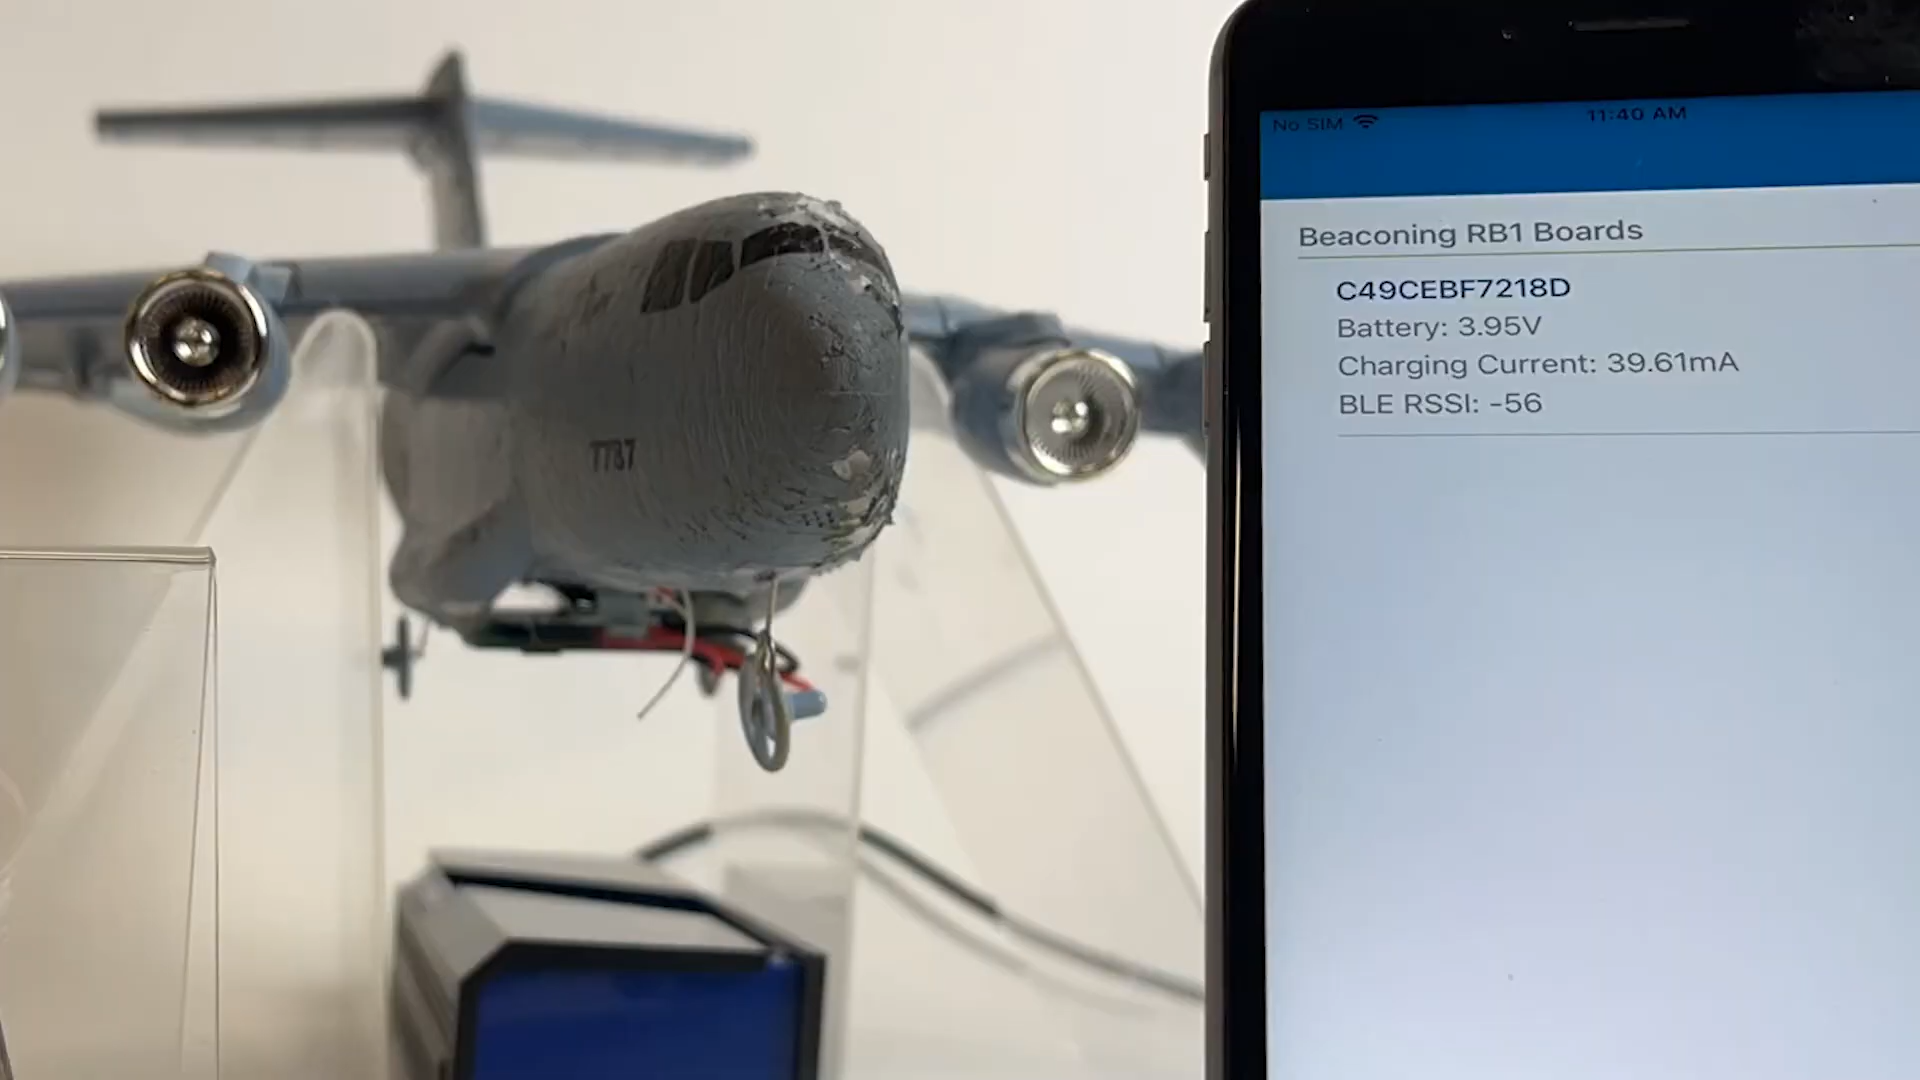 7787
No SIM
11:40 AM
Beaconing RB1 Boards
C49CEBF7218D
Battery: 3.95V
Charging Current: 39.61mA
BLE RSSI: -56